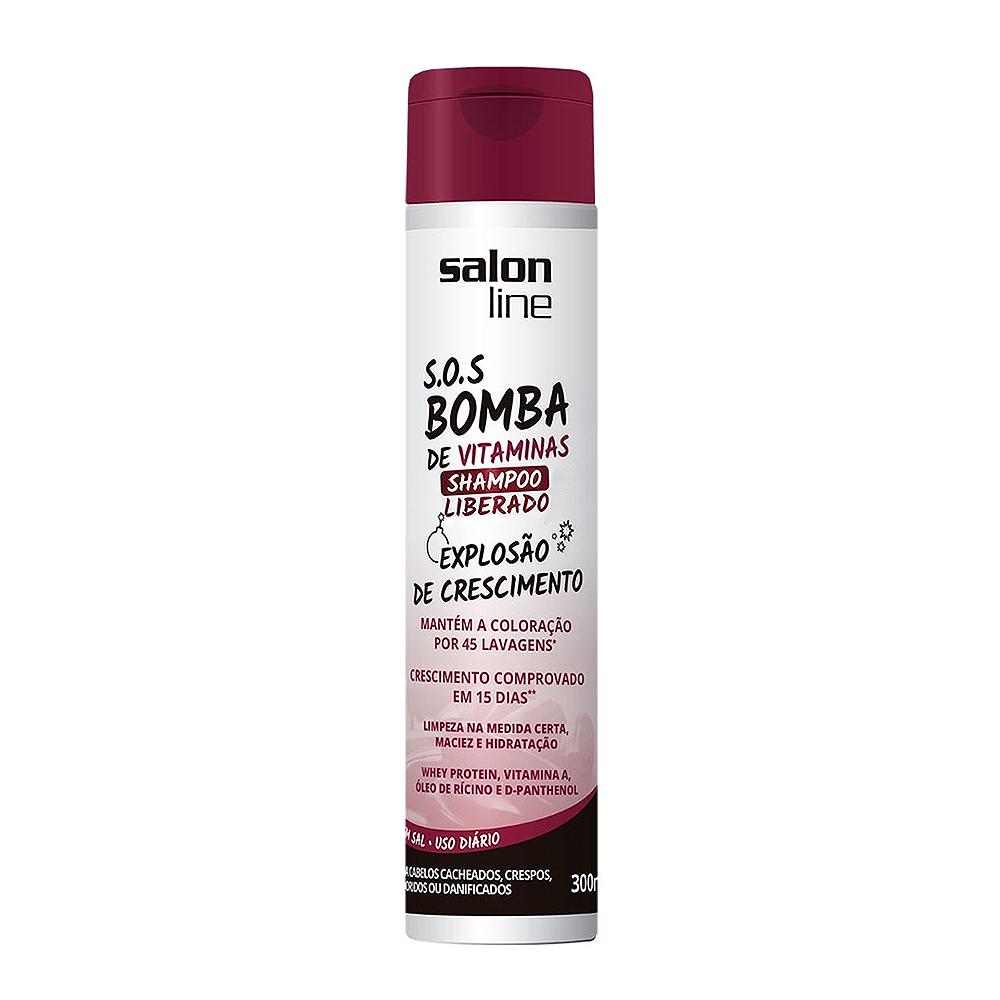 salon
line
S.O.S
BOMBA
DE VITAMINAS
SHAMPOO
LIBERADO
EXPLOSÃO
DE CRESCIMENTO
MANTÉM A COLORAÇÃO
POR 45 LAVAGENS*
CRESCIMENTO COMPROVADO
EM 15 DIAS**
LIMPEZA NA MEDIDA CERTA,
MACIEZ E HIDRATAÇÃO
WHEY PROTEIN, VITAMINA A,
ÓLEO DE RÍCINO E D-PANTHENOL
SAL • USO DIÁRIO
CABELOS CACHEADOS, CRESPOS,
OU DANIFICADOS
300